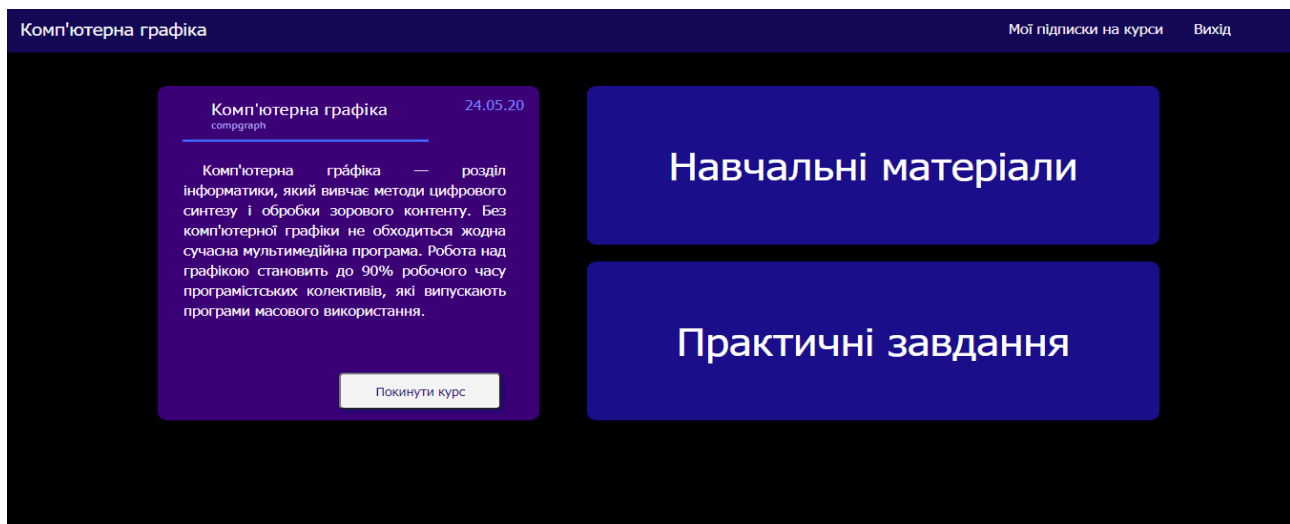 Комп'ютерна графіка
Мої підписки на курси
Вихід
Комп'ютерна графіка
24.05.20
compgraph
Комп'ютерна гра́фіка — розділ
інформатики, який вивчає методи цифрового
синтезу і обробки зорового контенту. Без
комп'ютерної графіки не обходиться жодна
сучасна мультимедійна програма. Робота над
графікою становить до 90% робочого часу
програмістських колективів, які випускають
програми масового використання.
Покинути курс
Навчальні матеріали
Практичні завдання